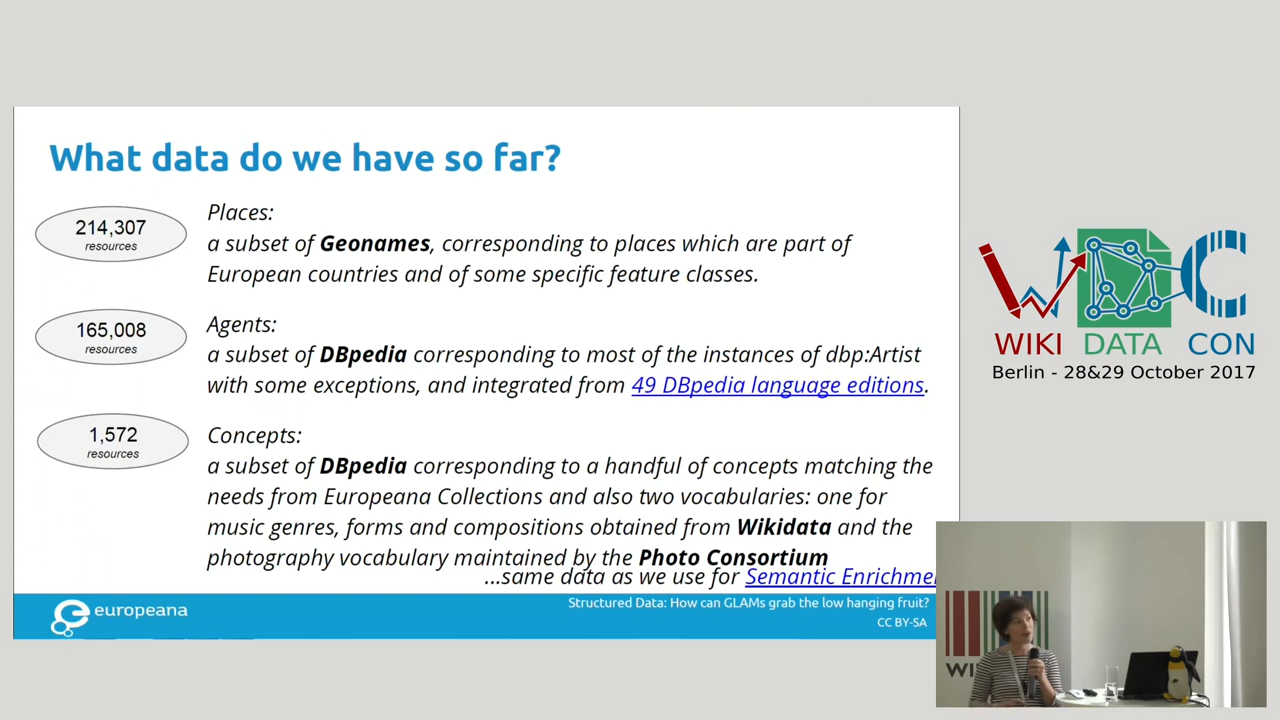 What data do we have so far?
214,307
resources
Places:
a subset of Geonames, corresponding to places which are part of
European countries and of some specific feature classes.
165,008
resources
Agents:
a subset of DBpedia corresponding to most of the instances of dbp:Artist
with some exceptions, and integrated from 49 DBpedia language editions.
1,572
resources
Concepts:
a subset of DBpedia corresponding to a handful of concepts matching the
needs from Europeana Collections and also two vocabularies: one for
music genres, forms and compositions obtained from Wikidata and the
photography vocabulary maintained by the Photo Consortium
...same data as we use for Semantic Enrichme
europeana
Structured Data: How can GLAMs grab the low hanging fruit?
CC BY-SA
WIKI DATA CON
Berlin - 28&29 October 2017
WI